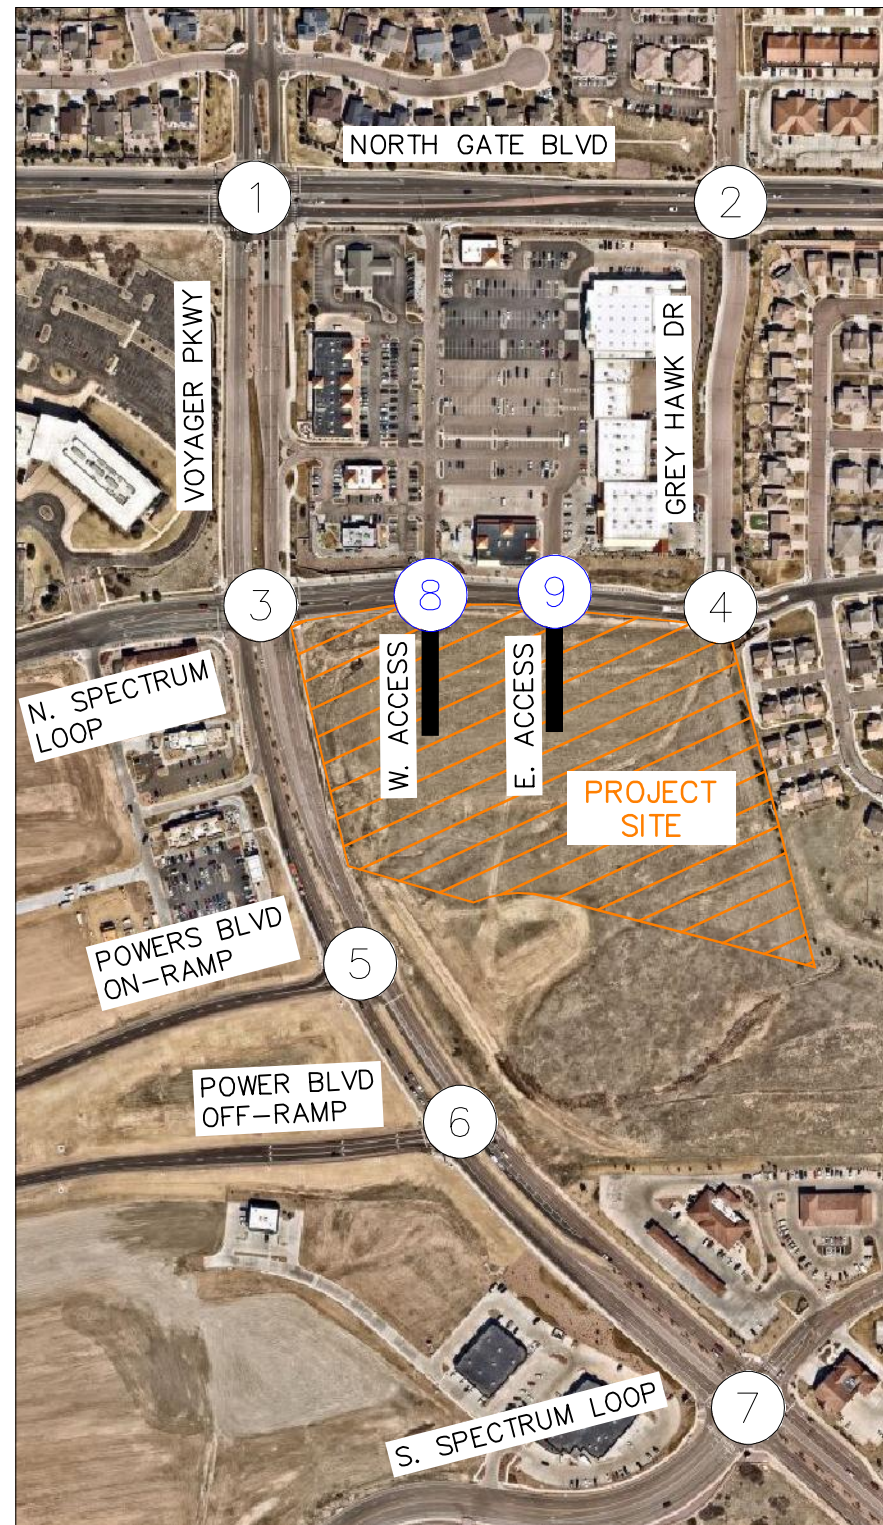 NORTH GATE BLVD
1
2
VOYAGER PKWY
GREY HAWK DR
3
8
9
4
N. SPECTRUM
LOOP
W. ACCESS
E. ACCESS
PROJECT
SITE
POWERS BLVD
ON-RAMP
5
POWER BLVD
OFF-RAMP
6
S. SPECTRUM LOOP
7